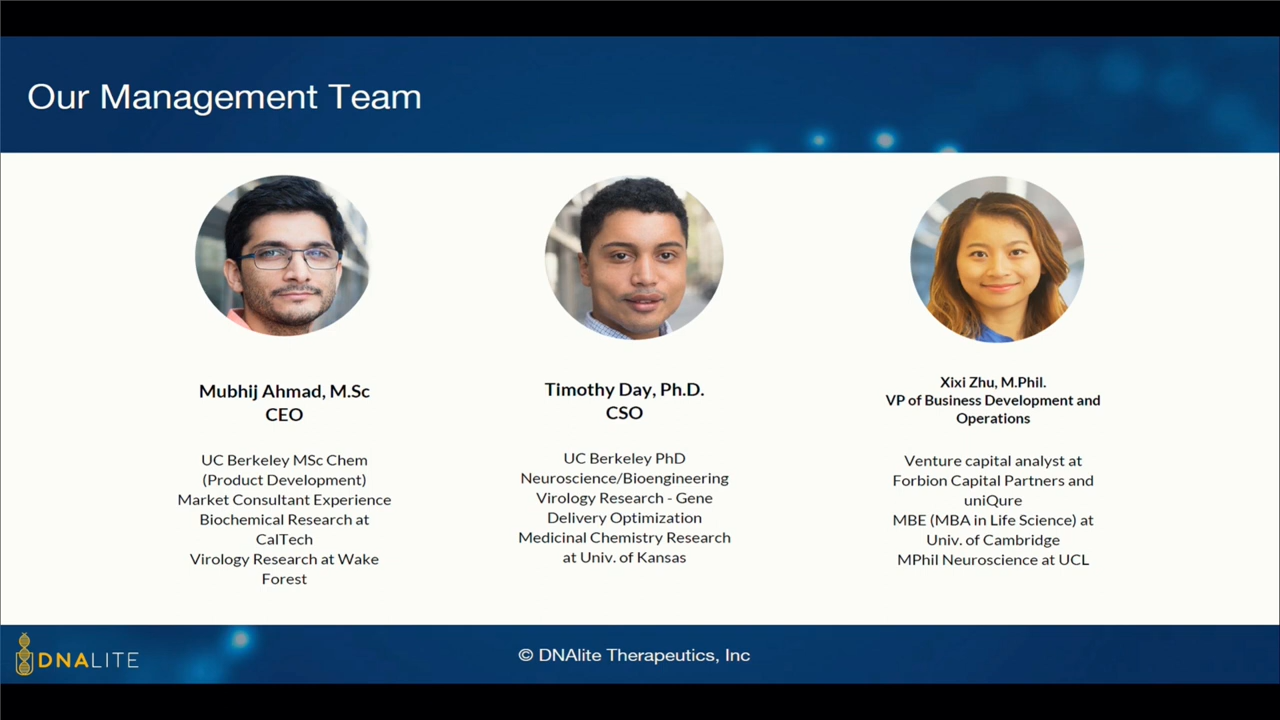 Our Management Team
Mubhij Ahmad, M.Sc
CEO
UC Berkeley MSc Chem
(Product Development)
Market Consultant Experience
Biochemical Research at
CalTech
Virology Research at Wake
Forest
Timothy Day, Ph.D.
CSO
UC Berkeley PhD
Neuroscience/Bioengineering
Virology Research - Gene
Delivery Optimization
Medicinal Chemistry Research
at Univ. of Kansas
Xixi Zhu, M.Phil.
VP of Business Development and
Operations
Venture capital analyst at
Forbion Capital Partners and
uniQure
MBE (MBA in Life Science) at
Univ. of Cambridge
MPhil Neuroscience at UCL
DNALITE
© DNAlite Therapeutics, Inc